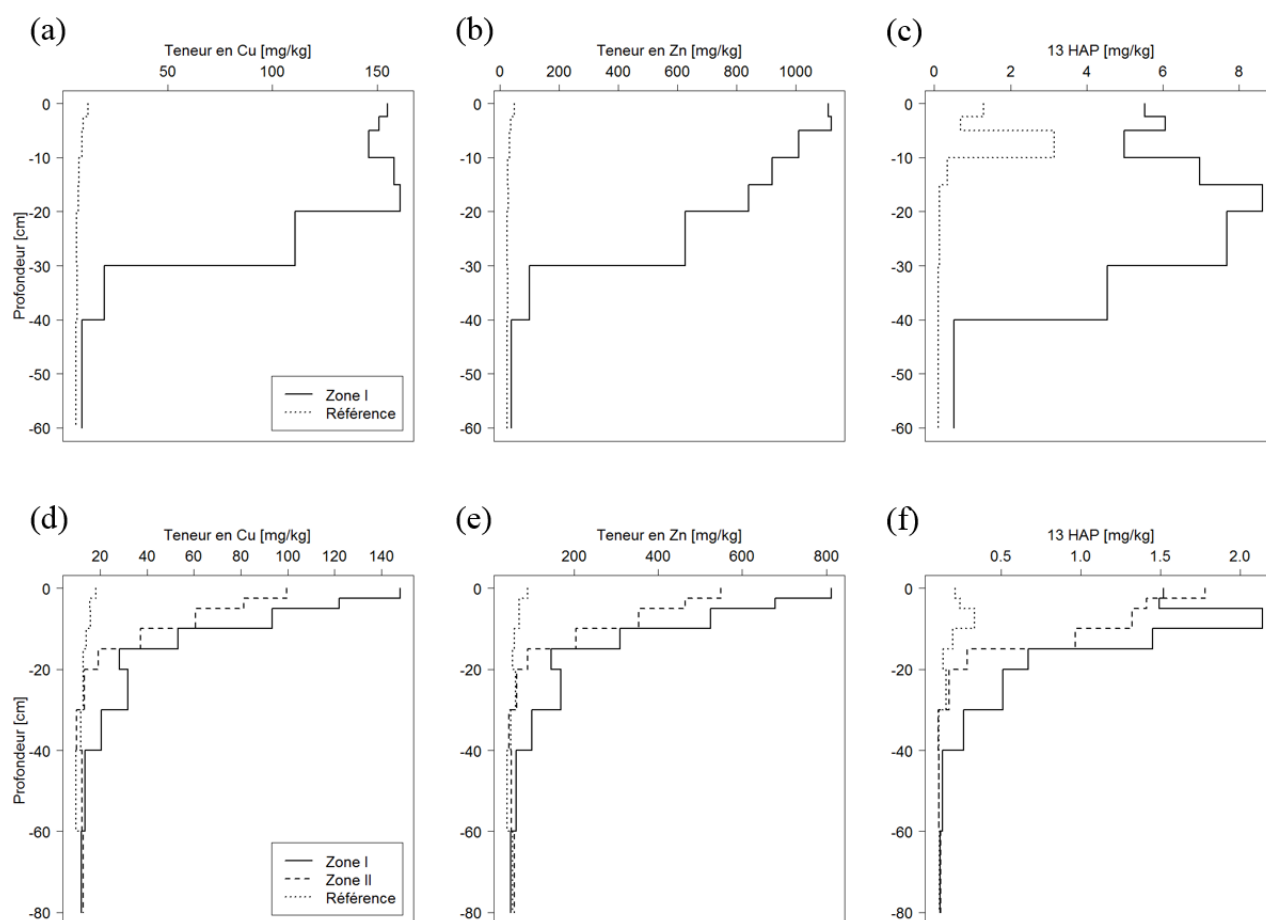 (a)
(b)
(c)
Teneur en Cu [mg/kg]
Teneur en Zn [mg/kg]
13 HAP [mg/kg]
50 100 150
0 200 400 600 800 1000
0 2 4 6 8
Profondeur [cm]
0
-10
-20
-30
-40
-50
-60
0
-10
-20
-30
-40
-50
-60
0
-10
-20
-30
-40
-50
-60
Zone I
Référence
(d)
(e)
(f)
Teneur en Cu [mg/kg]
Teneur en Zn [mg/kg]
13 HAP [mg/kg]
20 40 60 80 100 120 140
200 400 600 800
0.5 1.0 1.5 2.0
Profondeur [cm]
0
-20
-40
-60
-80
0
-20
-40
-60
-80
0
-20
-40
-60
-80
Zone I
Zone II
Référence